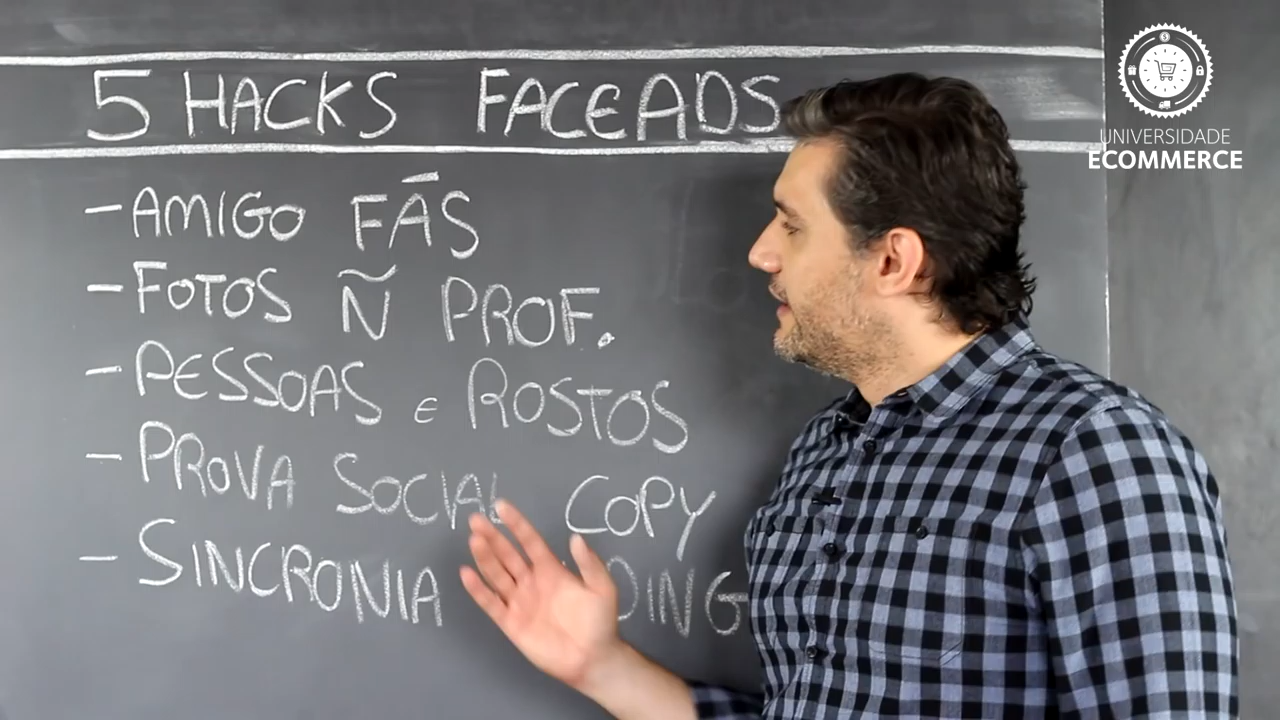 5 HACKS FACEADS
- AMIGO FÃS
- FOTOS Ñ PROF.
- PESSOAS E ROSTOS
- PROVA SOCIAL COPY
- SINCRONIA
UNIVERSIDADE
ECOMMERCE